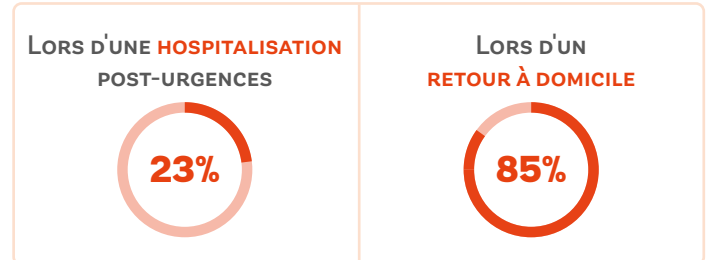 Lors d'une hospitalisation
post-urgences
23%
Lors d'un
retour à domicile
85%